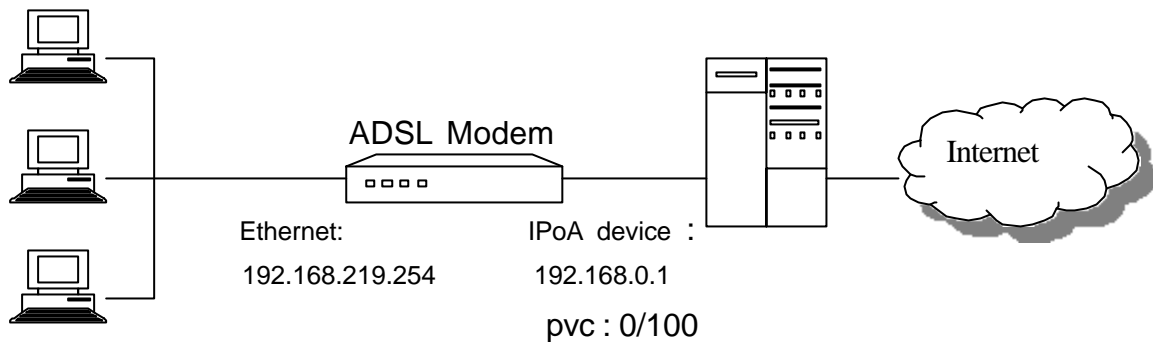 ADSL Modem
Internet
Ethernet:
IPoA device :
192.168.219.254
192.168.0.1
pvc : 0/100